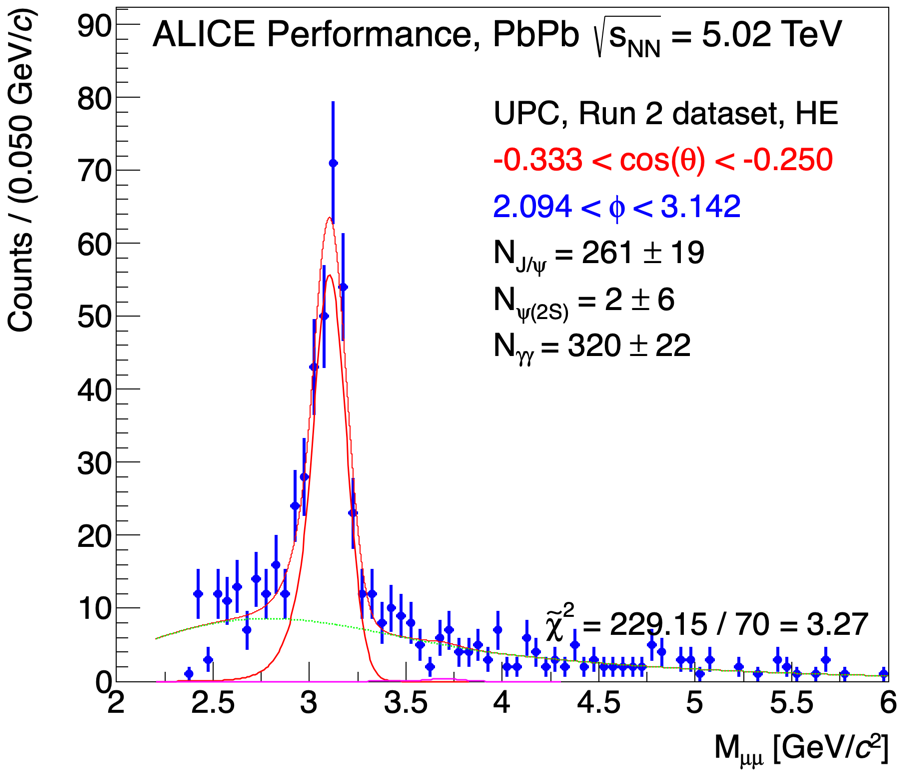 ALICE Performance, PbPb √sNN = 5.02 TeV
UPC, Run 2 dataset, HE
-0.333 < cos(θ) < -0.250
2.094 < ϕ < 3.142
NJ/ψ = 261 ± 19
Nψ(2S) = 2 ± 6
Nγγ = 320 ± 22
χ̃² = 229.15 / 70 = 3.27
Counts / (0.050 GeV/c)
90
80
70
60
50
40
30
20
10
0
2 2.5 3 3.5 4 4.5 5 5.5 6
Mμμ [GeV/c²]